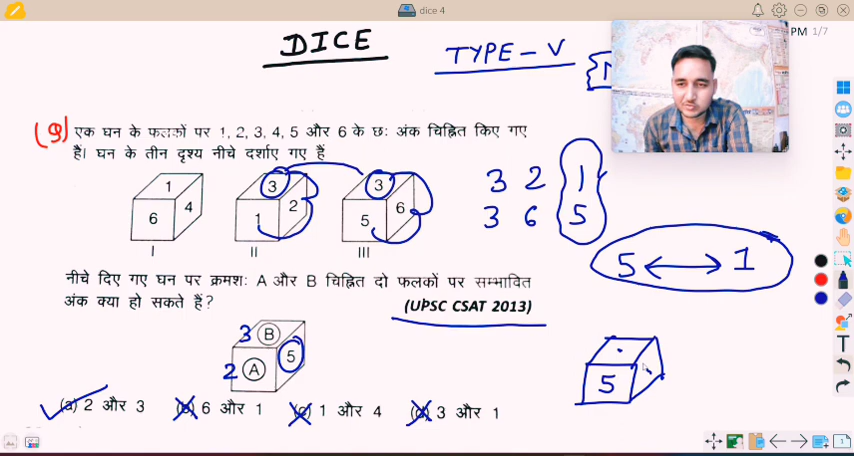 dice 4
PM 1/7
DICE
TYPE-V
(Q) एक घन के फलकों पर 1, 2, 3, 4, 5 और 6 के छः अंक चिह्नित किए गए
हैं। घन के तीन दृश्य नीचे दर्शाए गए हैं
1 6 4
3 1 2
3 5 6
I II III
3 2 1
3 6 5
5 ⟷ 1
नीचे दिए गए घन पर क्रमशः A और B चिह्नित दो फलकों पर सम्भावित
अंक क्या हो सकते हैं?
(UPSC CSAT 2013)
3 B
2 A 5
5
(a) 2 और 3 (b) 6 और 1 (c) 1 और 4 (d) 3 और 1